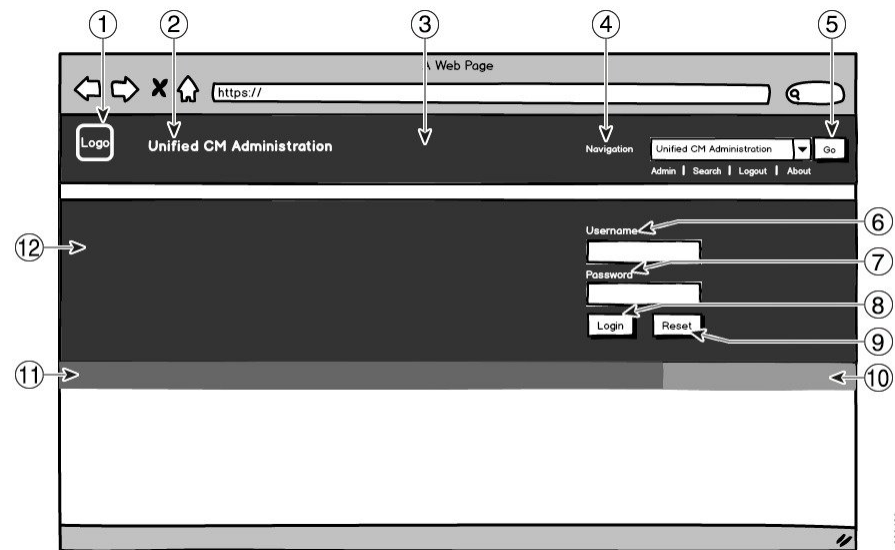 1 2 3 4 5
A Web Page
https://
Logo Unified CM Administration Navigation Unified CM Administration Go
Admin | Search | Logout | About
Username 6
12
Password 7
8
Login Reset
9
11 10